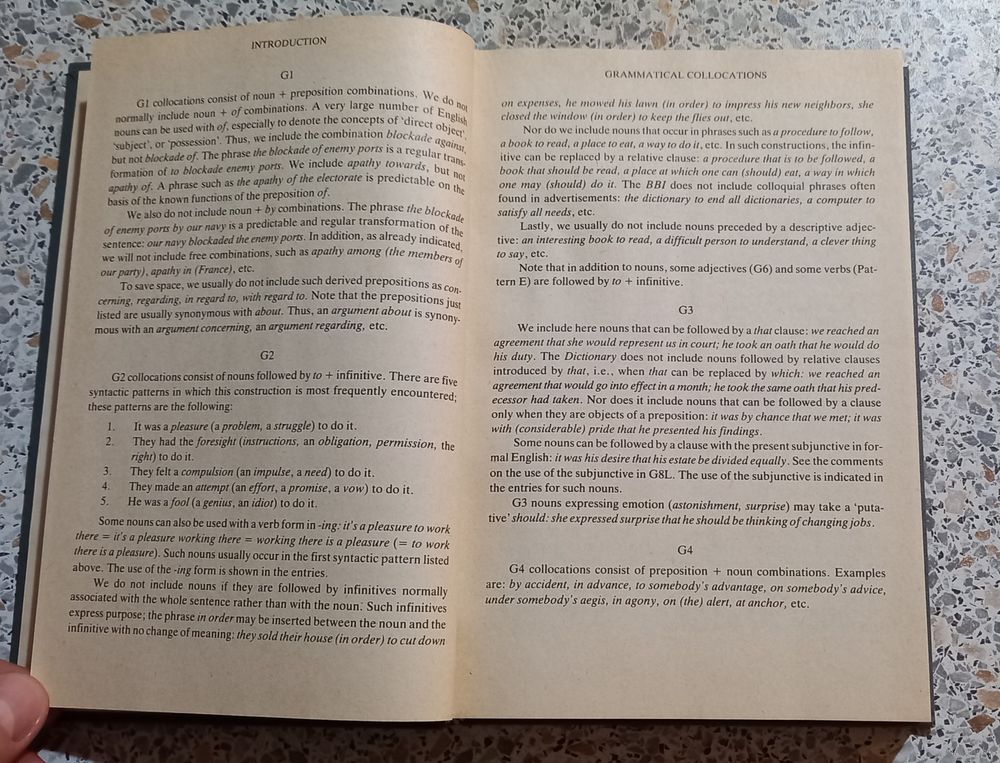 INTRODUCTION
G1
G1 collocations consist of noun + preposition combinations. We do not
normally include noun + of combinations. A very large number of English
nouns can be used with of, especially to denote the concepts of 'direct object',
'subject', or 'possession'. Thus, we include the combination blockade against,
but not blockade of. The phrase the blockade of enemy ports is a regular trans-
formation of to blockade enemy ports. We include apathy towards, but not
apathy of. A phrase such as the apathy of the electorate is predictable on the
basis of the known functions of the preposition of.
We also do not include noun + by combinations. The phrase the blockade
of enemy ports by our navy is a predictable and regular transformation of the
sentence: our navy blockaded the enemy ports. In addition, as already indicated,
we will not include free combinations, such as apathy among (the members of
our party), apathy in (France), etc.
To save space, we usually do not include such derived prepositions as con-
cerning, regarding, in regard to, with regard to. Note that the prepositions just
listed are usually synonymous with about. Thus, an argument about is synony-
mous with an argument concerning, an argument regarding, etc.
G2
G2 collocations consist of nouns followed by to + infinitive. There are five
syntactic patterns in which this construction is most frequently encountered;
these patterns are the following:
1. It was a pleasure (a problem, a struggle) to do it.
2. They had the foresight (instructions, an obligation, permission, the
right) to do it.
3. They felt a compulsion (an impulse, a need) to do it.
4. They made an attempt (an effort, a promise, a vow) to do it.
5. He was a fool (a genius, an idiot) to do it.
Some nouns can also be used with a verb form in -ing: it's a pleasure to work
there = it's a pleasure working there = working there is a pleasure (= to work
there is a pleasure). Such nouns usually occur in the first syntactic pattern listed
above. The use of the -ing form is shown in the entries.
We do not include nouns if they are followed by infinitives normally
associated with the whole sentence rather than with the noun. Such infinitives
express purpose; the phrase in order may be inserted between the noun and the
infinitive with no change of meaning: they sold their house (in order) to cut down
GRAMMATICAL COLLOCATIONS
on expenses, he mowed his lawn (in order) to impress his new neighbors, she
closed the window (in order) to keep the flies out, etc.
Nor do we include nouns that occur in phrases such as a procedure to follow,
a book to read, a place to eat, a way to do it, etc. In such constructions, the infin-
itive can be replaced by a relative clause: a procedure that is to be followed, a
book that should be read, a place at which one can (should) eat, a way in which
one may (should) do it. The BBI does not include colloquial phrases often
found in advertisements: the dictionary to end all dictionaries, a computer to
satisfy all needs, etc.
Lastly, we usually do not include nouns preceded by a descriptive adjec-
tive: an interesting book to read, a difficult person to understand, a clever thing
to say, etc.
Note that in addition to nouns, some adjectives (G6) and some verbs (Pat-
tern E) are followed by to + infinitive.
G3
We include here nouns that can be followed by a that clause: we reached an
agreement that she would represent us in court; he took an oath that he would do
his duty. The Dictionary does not include nouns followed by relative clauses
introduced by that, i.e., when that can be replaced by which: we reached an
agreement that would go into effect in a month; he took the same oath that his pred-
ecessor had taken. Nor does it include nouns that can be followed by a clause
only when they are objects of a preposition: it was by chance that we met; it was
with (considerable) pride that he presented his findings.
Some nouns can be followed by a clause with the present subjunctive in for-
mal English: it was his desire that his estate be divided equally. See the comments
on the use of the subjunctive in G8L. The use of the subjunctive is indicated in
the entries for such nouns.
G3 nouns expressing emotion (astonishment, surprise) may take a 'puta-
tive' should: she expressed surprise that he should be thinking of changing jobs.
G4
G4 collocations consist of preposition + noun combinations. Examples
are: by accident, in advance, to somebody's advantage, on somebody's advice,
under somebody's aegis, in agony, on (the) alert, at anchor, etc.